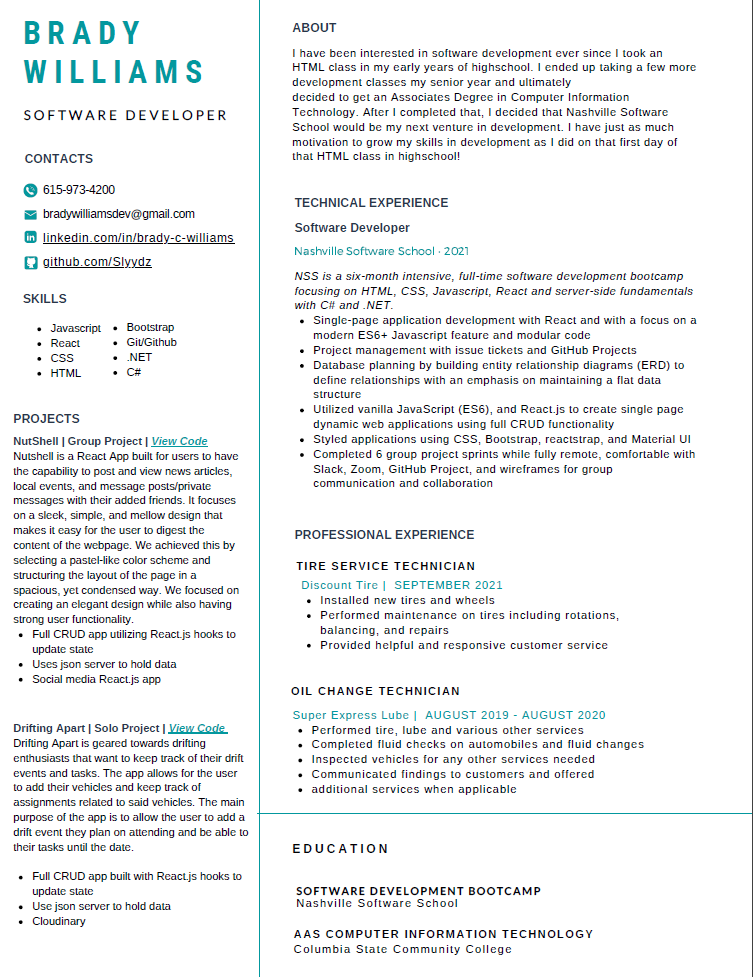 BRADY
WILLIAMS
SOFTWARE DEVELOPER
CONTACTS
615-973-4200
bradywilliamsdev@gmail.com
linkedin.com/in/brady-c-williams
github.com/Slyydz
SKILLS
• Javascript
• React
• CSS
• HTML
• Bootstrap
• Git/Github
• .NET
• C#
PROJECTS
NutShell | Group Project | View Code
Nutshell is a React App built for users to have
the capability to post and view news articles,
local events, and message posts/private
messages with their added friends. It focuses
on a sleek, simple, and mellow design that
makes it easy for the user to digest the
content of the webpage. We achieved this by
selecting a pastel-like color scheme and
structuring the layout of the page in a
spacious, yet condensed way. We focused on
creating an elegant design while also having
strong user functionality.
• Full CRUD app utilizing React.js hooks to
update state
• Uses json server to hold data
• Social media React.js app
Drifting Apart | Solo Project | View Code
Drifting Apart is geared towards drifting
enthusiasts that want to keep track of their drift
events and tasks. The app allows for the user
to add their vehicles and keep track of
assignments related to said vehicles. The main
purpose of the app is to allow the user to add a
drift event they plan on attending and be able to
their tasks until the date.
• Full CRUD app built with React.js hooks to
update state
• Use json server to hold data
• Cloudinary
ABOUT
I have been interested in software development ever since I took an
HTML class in my early years of highschool. I ended up taking a few more
development classes my senior year and ultimately
decided to get an Associates Degree in Computer Information
Technology. After I completed that, I decided that Nashville Software
School would be my next venture in development. I have just as much
motivation to grow my skills in development as I did on that first day of
that HTML class in highschool!
TECHNICAL EXPERIENCE
Software Developer
Nashville Software School · 2021
NSS is a six-month intensive, full-time software development bootcamp
focusing on HTML, CSS, Javascript, React and server-side fundamentals
with C# and .NET.
• Single-page application development with React and with a focus on a
modern ES6+ Javascript feature and modular code
• Project management with issue tickets and GitHub Projects
• Database planning by building entity relationship diagrams (ERD) to
define relationships with an emphasis on maintaining a flat data
structure
• Utilized vanilla JavaScript (ES6), and React.js to create single page
dynamic web applications using full CRUD functionality
• Styled applications using CSS, Bootstrap, reactstrap, and Material UI
• Completed 6 group project sprints while fully remote, comfortable with
Slack, Zoom, GitHub Project, and wireframes for group
communication and collaboration
PROFESSIONAL EXPERIENCE
TIRE SERVICE TECHNICIAN
Discount Tire | SEPTEMBER 2021
• Installed new tires and wheels
• Performed maintenance on tires including rotations,
balancing, and repairs
• Provided helpful and responsive customer service
OIL CHANGE TECHNICIAN
Super Express Lube | AUGUST 2019 - AUGUST 2020
• Performed tire, lube and various other services
• Completed fluid checks on automobiles and fluid changes
• Inspected vehicles for any other services needed
• Communicated findings to customers and offered
• additional services when applicable
EDUCATION
SOFTWARE DEVELOPMENT BOOTCAMP
Nashville Software School
AAS COMPUTER INFORMATION TECHNOLOGY
Columbia State Community College